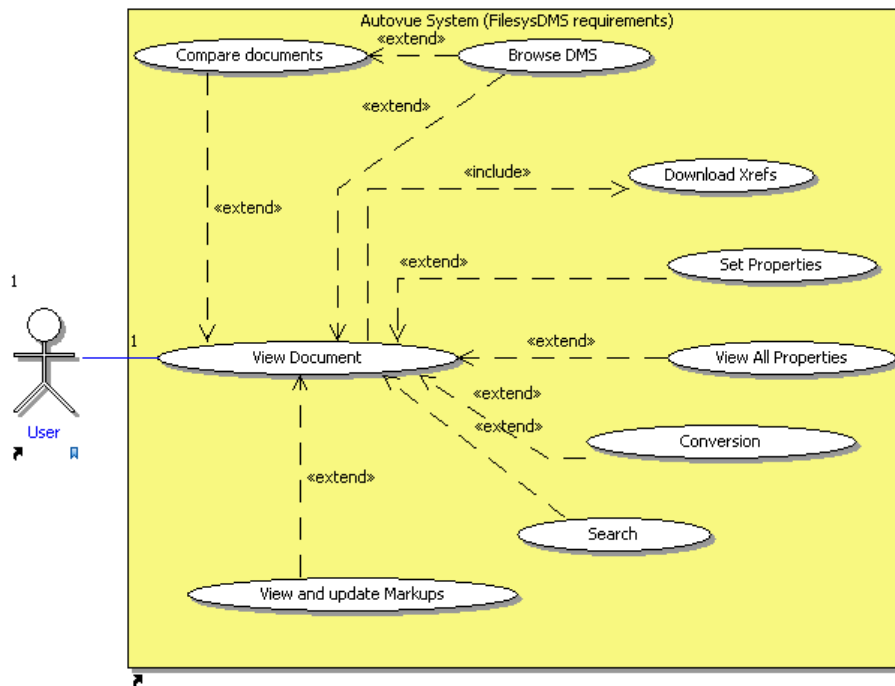 Autovue System (FilesysDMS requirements)
«extend»
Compare documents
Browse DMS
«extend»
«include»
Download Xrefs
«extend»
«extend»
Set Properties
1
1
View Document
«extend»
View All Properties
«extend»
«extend»
Conversion
User
«extend»
Search
View and update Markups